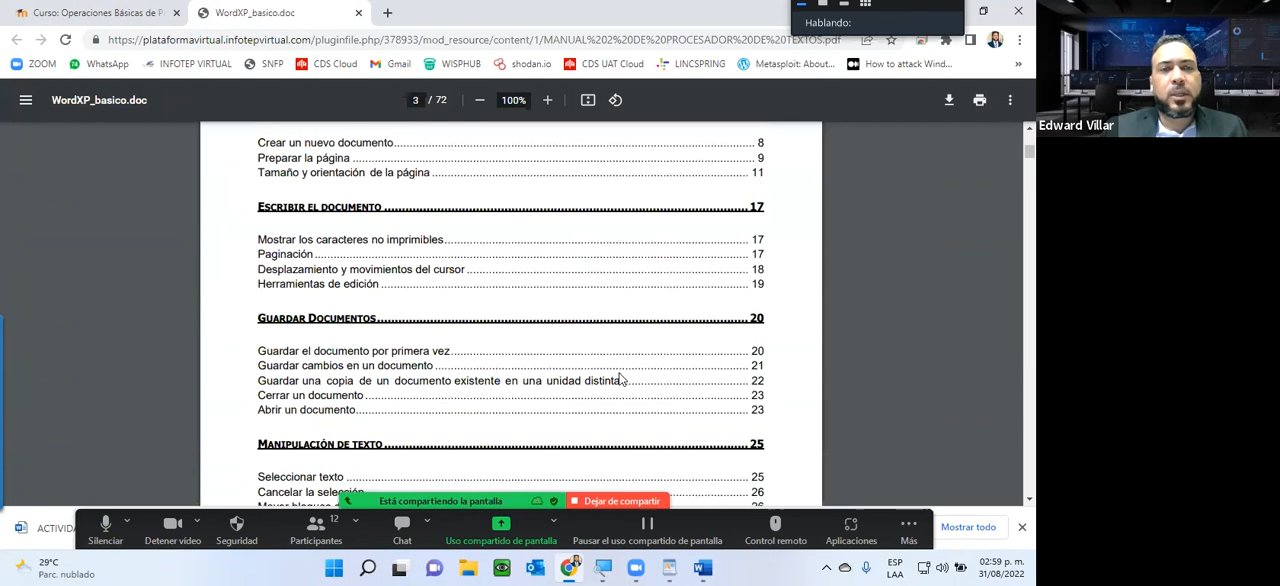 Curso: Operaciones Básicas de P
WordXP_basico.doc
Hablando:
https://plataformavirtual.infotepvirtual.com/pluginfile.php/378933/mod_resource/content/1/MANUAL%202%20DE%20PROCESADOR%20DE%20TEXTOS.pdf
ZOOM WhatsApp INFOTEP VIRTUAL SNFP CDS Cloud Gmail WISPHUB shodan.io CDS UAT Cloud LINCSPRING Metasploit: About... How to attack Wind... »
WordXP_basico.doc 3 / 72 — 100% +
Edward Villar
Crear un nuevo documento 8
Preparar la página 9
Tamaño y orientación de la página 11
ESCRIBIR EL DOCUMENTO 17
Mostrar los caracteres no imprimibles 17
Paginación 17
Desplazamiento y movimientos del cursor 18
Herramientas de edición 19
GUARDAR DOCUMENTOS 20
Guardar el documento por primera vez 20
Guardar cambios en un documento 21
Guardar una copia de un documento existente en una unidad distinta 22
Cerrar un documento 23
Abrir un documento 23
MANIPULACIÓN DE TEXTO 25
Seleccionar texto 25
Cancelar la selección 26
Está compartiendo la pantalla Dejar de compartir
ACTIVIDA
12
Silenciar Detener vídeo Seguridad Participantes Chat Uso compartido de pantalla Pausar el uso compartido de pantalla Control remoto Aplicaciones Más
Mostrar todo
29°C
Parc. nublado
ESP
LAA
02:59 p. m.
31/08/2022